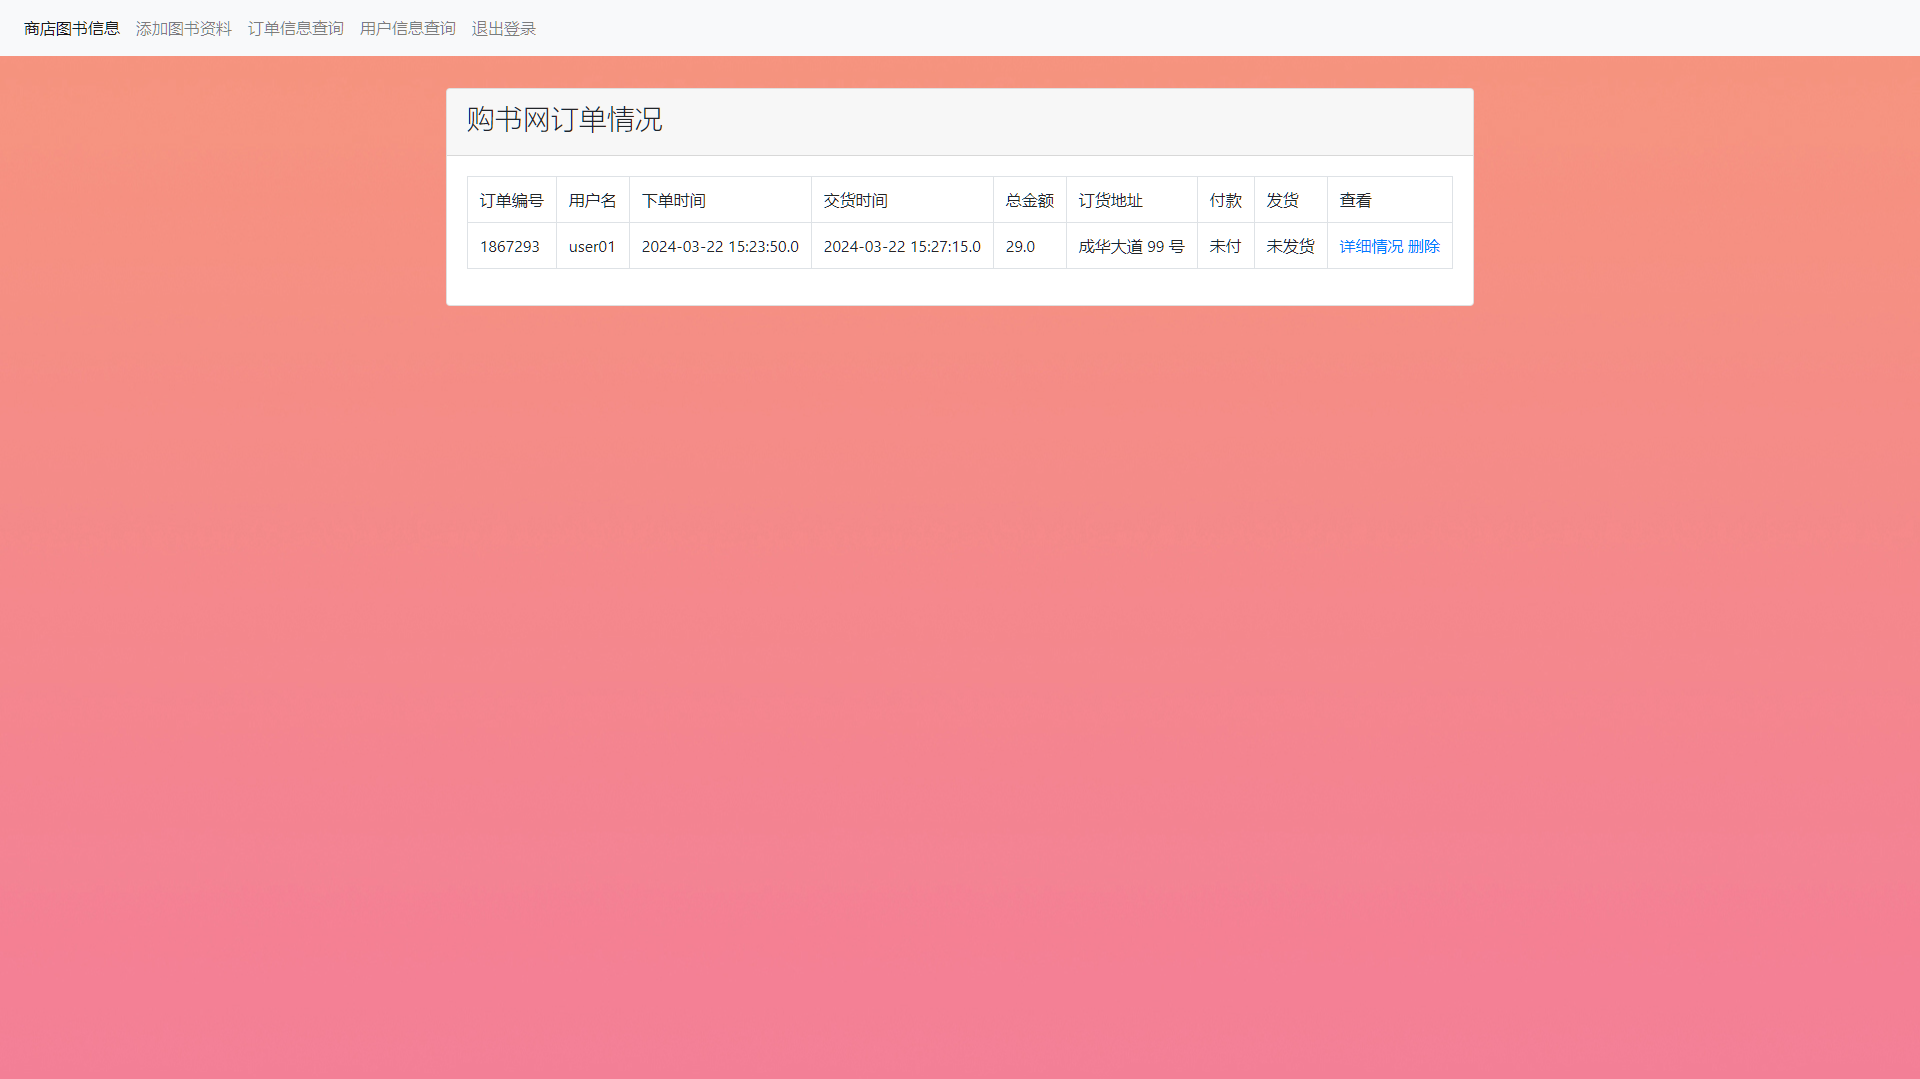 商店图书信息 添加图书资料 订单信息查询 用户信息查询 退出登录
购书网订单情况
订单编号 用户名 下单时间 交货时间 总金额 订货地址 付款 发货 查看
1867293 user01 2024-03-22 15:23:50.0 2024-03-22 15:27:15.0 29.0 成华大道 99 号 未付 未发货 详细情况 删除